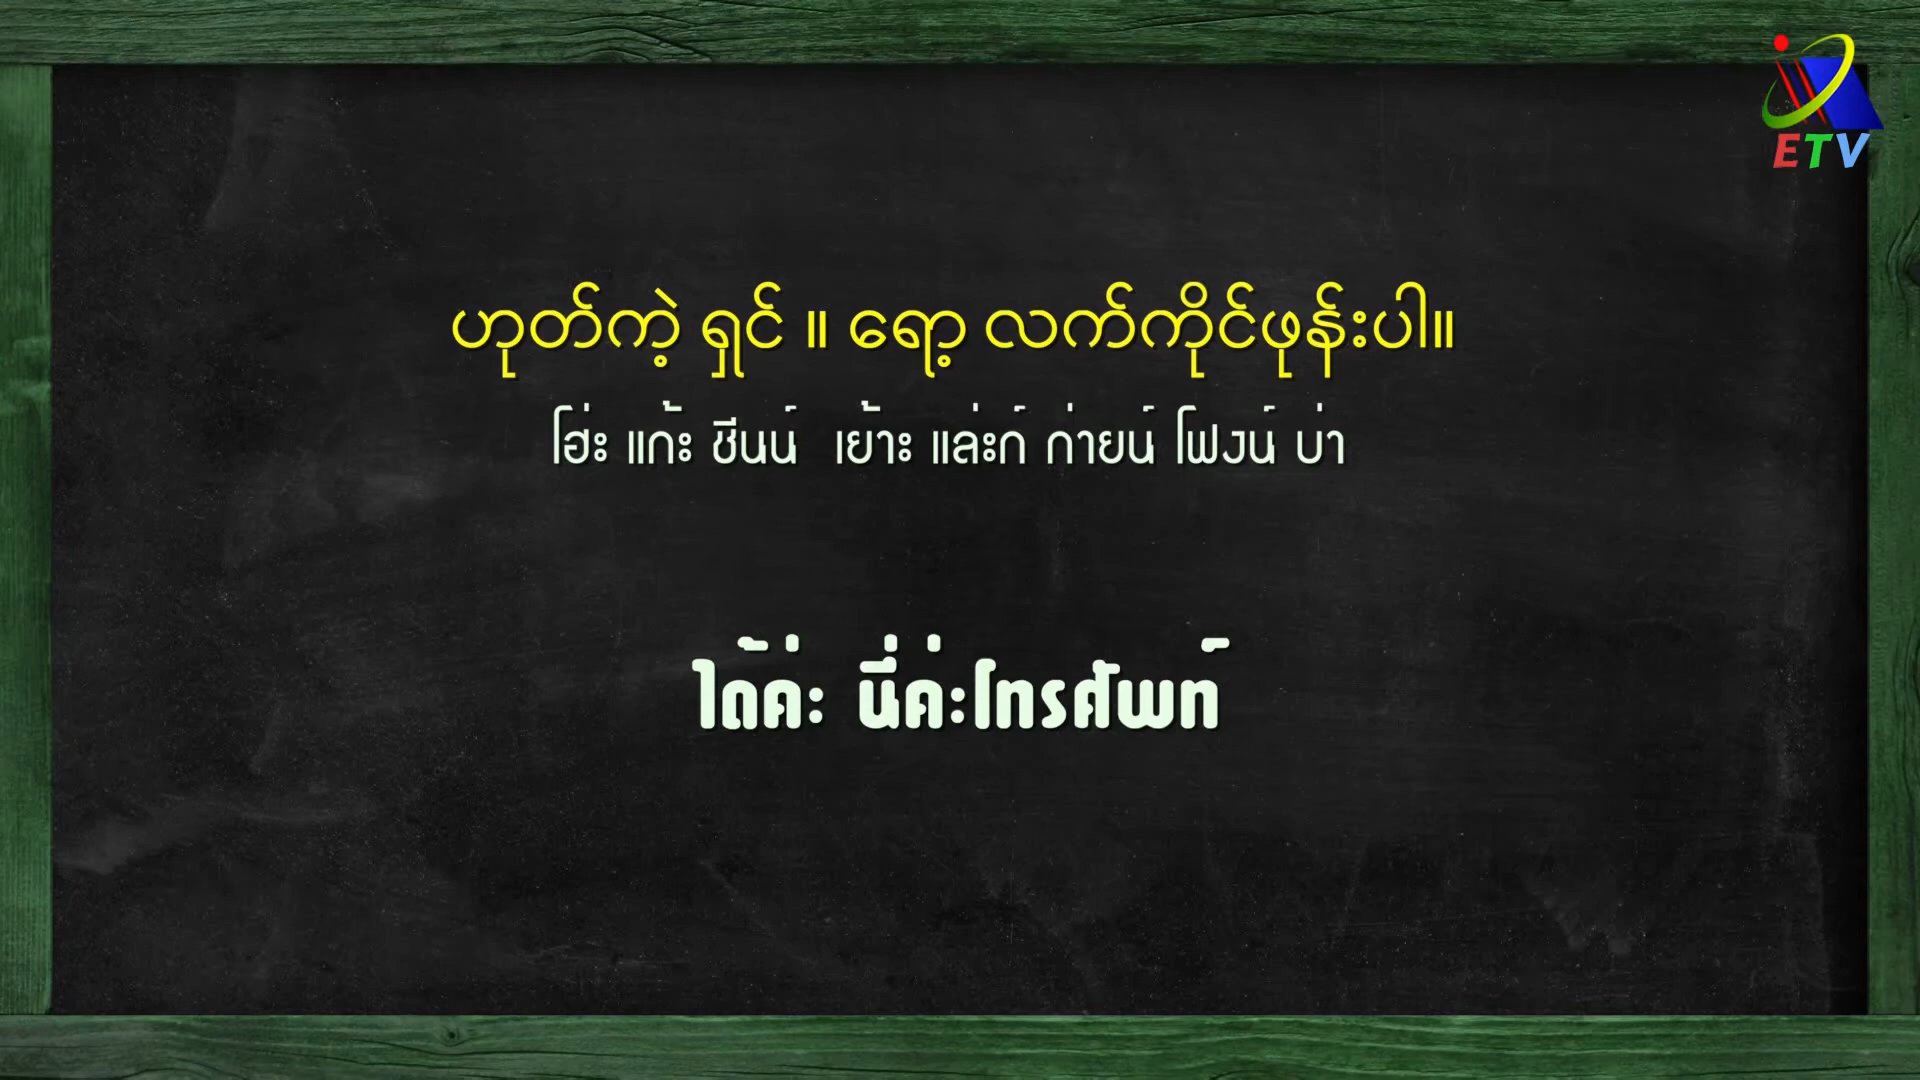 ဟုတ်ကဲ့ ရှင် ။ ရော့ လက်ကိုင်ဖုန်းပါ။
โฮ่ะ แก้ะ ชีนน์ เย้าะ แล่ะก์ ก่ายน์ โฟงน์ บ่า
ได้ค่ะ นี่ค่ะโทรศัพท์
ETV